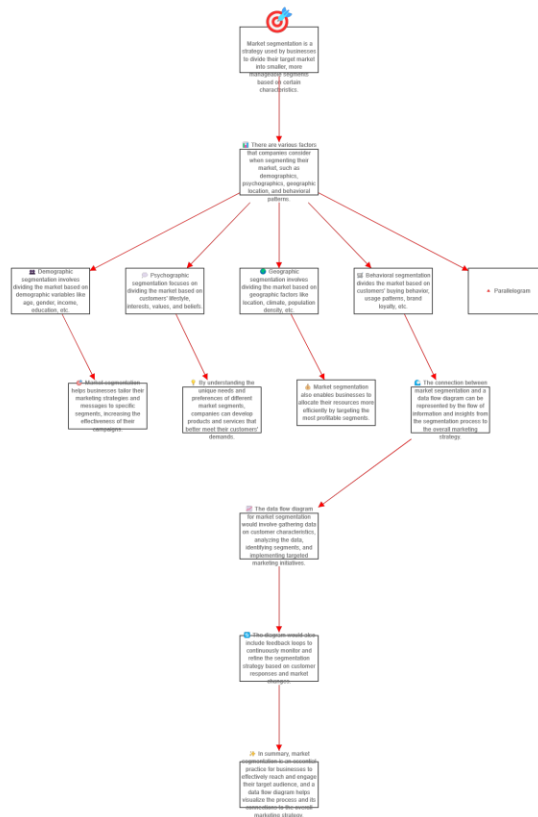 Market segmentation is a
strategy used by businesses
to divide their target market
into smaller, more
manageable segments
based on certain
characteristics.
There are various factors
that companies consider
when segmenting their
market, such as
demographics,
psychographics, geographic
location, and behavioral
patterns.
Demographic
segmentation involves
dividing the market based on
demographic variables like
age, gender, income,
education, etc.
Psychographic
segmentation focuses on
dividing the market based on
customers' lifestyle,
interests, values, and beliefs.
Geographic
segmentation involves
dividing the market based on
geographic factors like
location, climate, population
density, etc.
Behavioral segmentation
divides the market based on
customers' buying behavior,
usage patterns, brand
loyalty, etc.
Parallelogram
Market segmentation
helps businesses tailor their
marketing strategies and
messages to specific
segments, increasing the
effectiveness of their
campaigns.
By understanding the
unique needs and
preferences of different
market segments,
companies can develop
products and services that
better meet their customers'
demands.
Market segmentation
also enables businesses to
allocate their resources more
efficiently by targeting the
most profitable segments.
The connection between
market segmentation and a
data flow diagram can be
represented by the flow of
information and insights from
the segmentation process to
the overall marketing
strategy.
The data flow diagram
for market segmentation
would involve gathering data
on customer characteristics,
analyzing the data,
identifying segments, and
implementing targeted
marketing initiatives.
The diagram would also
include feedback loops to
continuously monitor and
refine the segmentation
strategy based on customer
responses and market
changes.
In summary, market
segmentation is an essential
practice for businesses to
effectively reach and engage
their target audience, and a
data flow diagram helps
visualize the process and its
connections to the overall
marketing strategy.